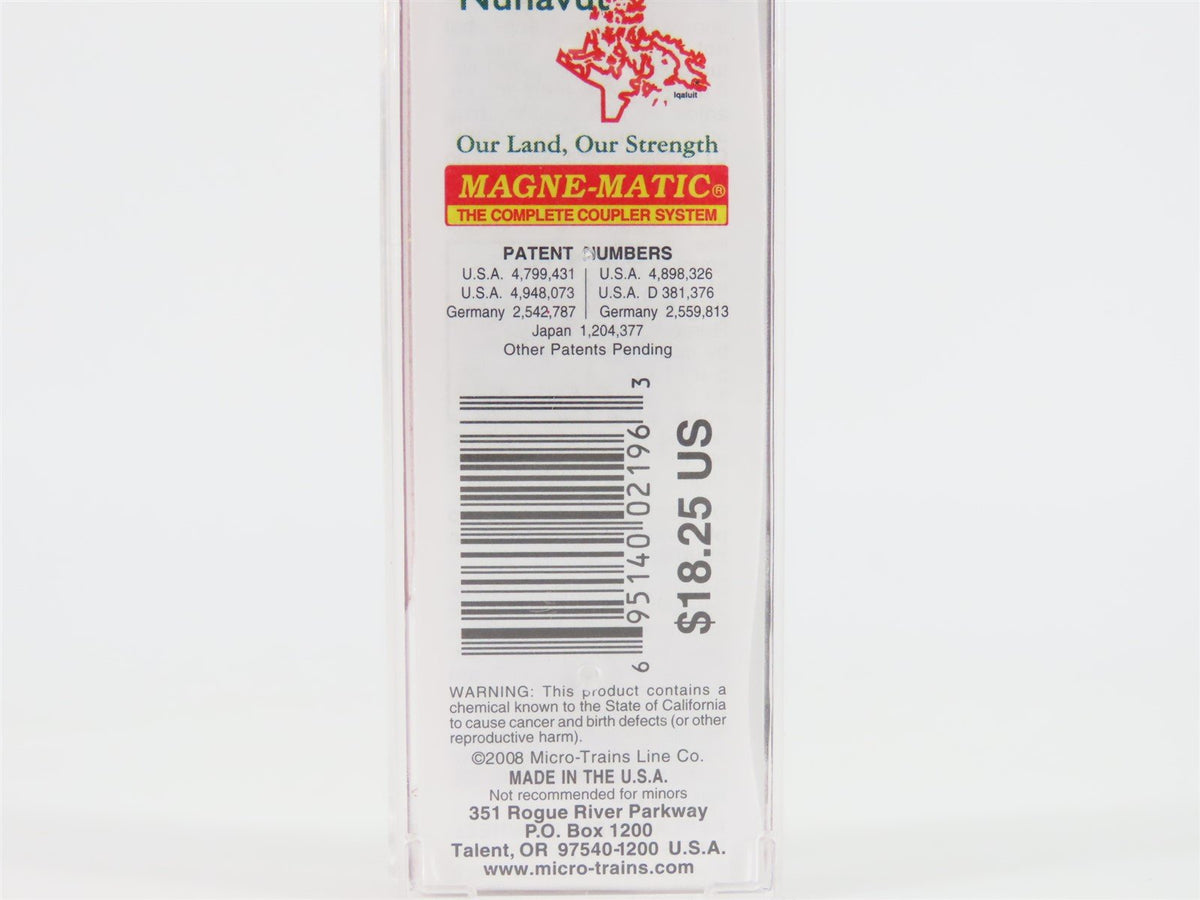 Nunavut
Iqaluit
Our Land, Our Strength
MAGNE-MATIC®
THE COMPLETE COUPLER SYSTEM
PATENT NUMBERS
U.S.A. 4,799,431 U.S.A. 4,898,326
U.S.A. 4,948,073 U.S.A. D 381,376
Germany 2,542,787 Germany 2,559,813
Japan 1,204,377
Other Patents Pending
6 95140 02196 3
$18.25 US
WARNING: This product contains a
chemical known to the State of California
to cause cancer and birth defects (or other
reproductive harm).
©2008 Micro-Trains Line Co.
MADE IN THE U.S.A.
Not recommended for minors
351 Rogue River Parkway
P.O. Box 1200
Talent, OR 97540-1200 U.S.A.
www.micro-trains.com